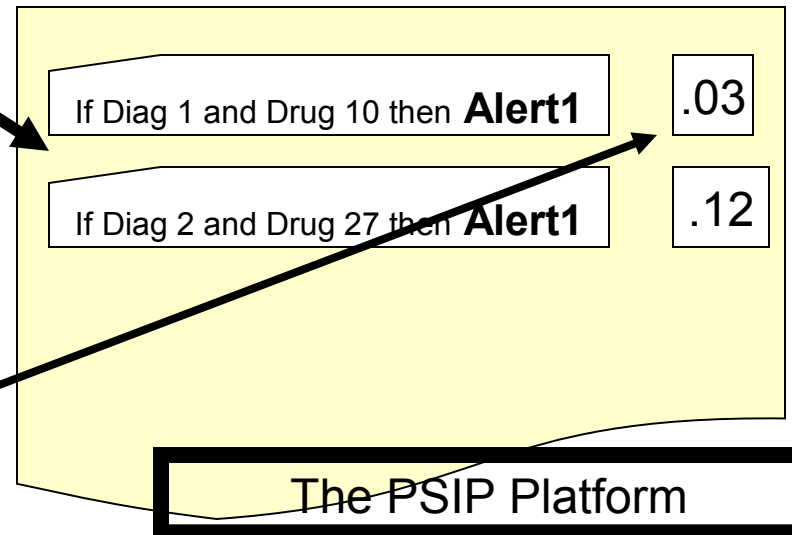 If Diag 1 and Drug 10 then Alert1
.03
If Diag 2 and Drug 27 then Alert1
.12
The PSIP Platform